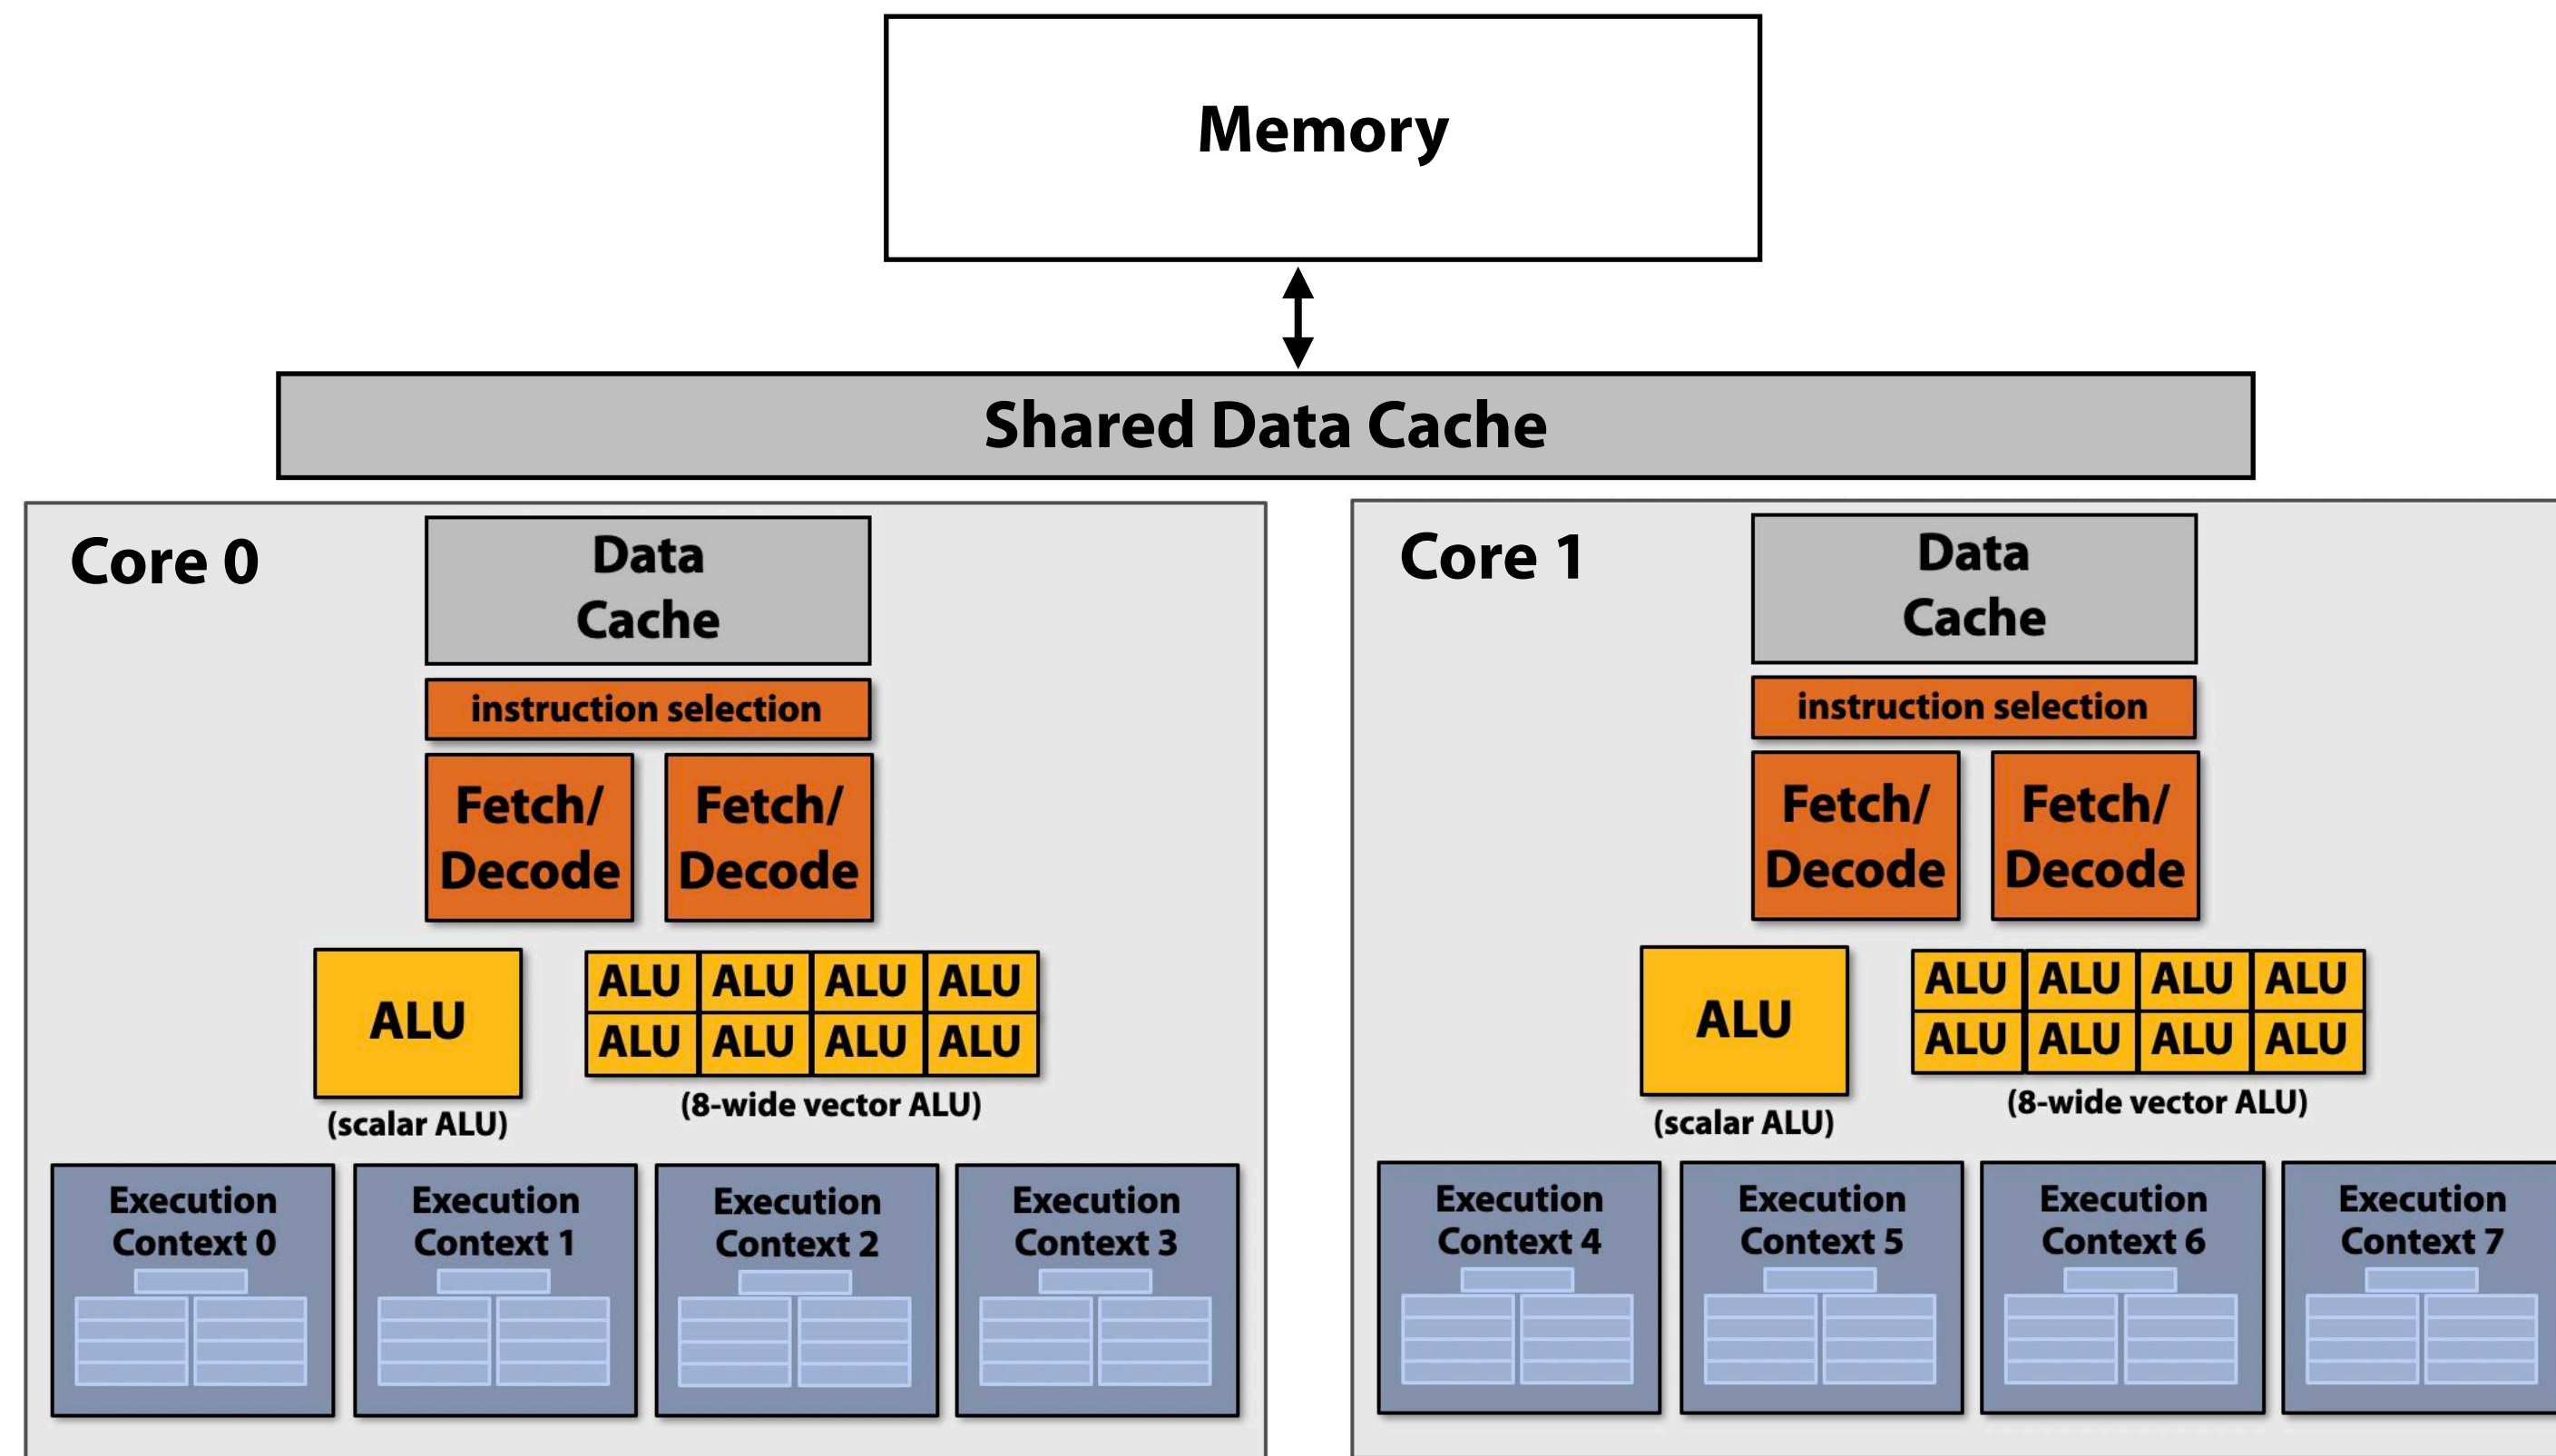 Memory
Shared Data Cache
Core 0
Data
Cache
instruction selection
Fetch/
Decode
Fetch/
Decode
ALU
(scalar ALU)
ALU ALU ALU ALU
ALU ALU ALU ALU
(8-wide vector ALU)
Execution
Context 0
Execution
Context 1
Execution
Context 2
Execution
Context 3
Core 1
Data
Cache
instruction selection
Fetch/
Decode
Fetch/
Decode
ALU
(scalar ALU)
ALU ALU ALU ALU
ALU ALU ALU ALU
(8-wide vector ALU)
Execution
Context 4
Execution
Context 5
Execution
Context 6
Execution
Context 7